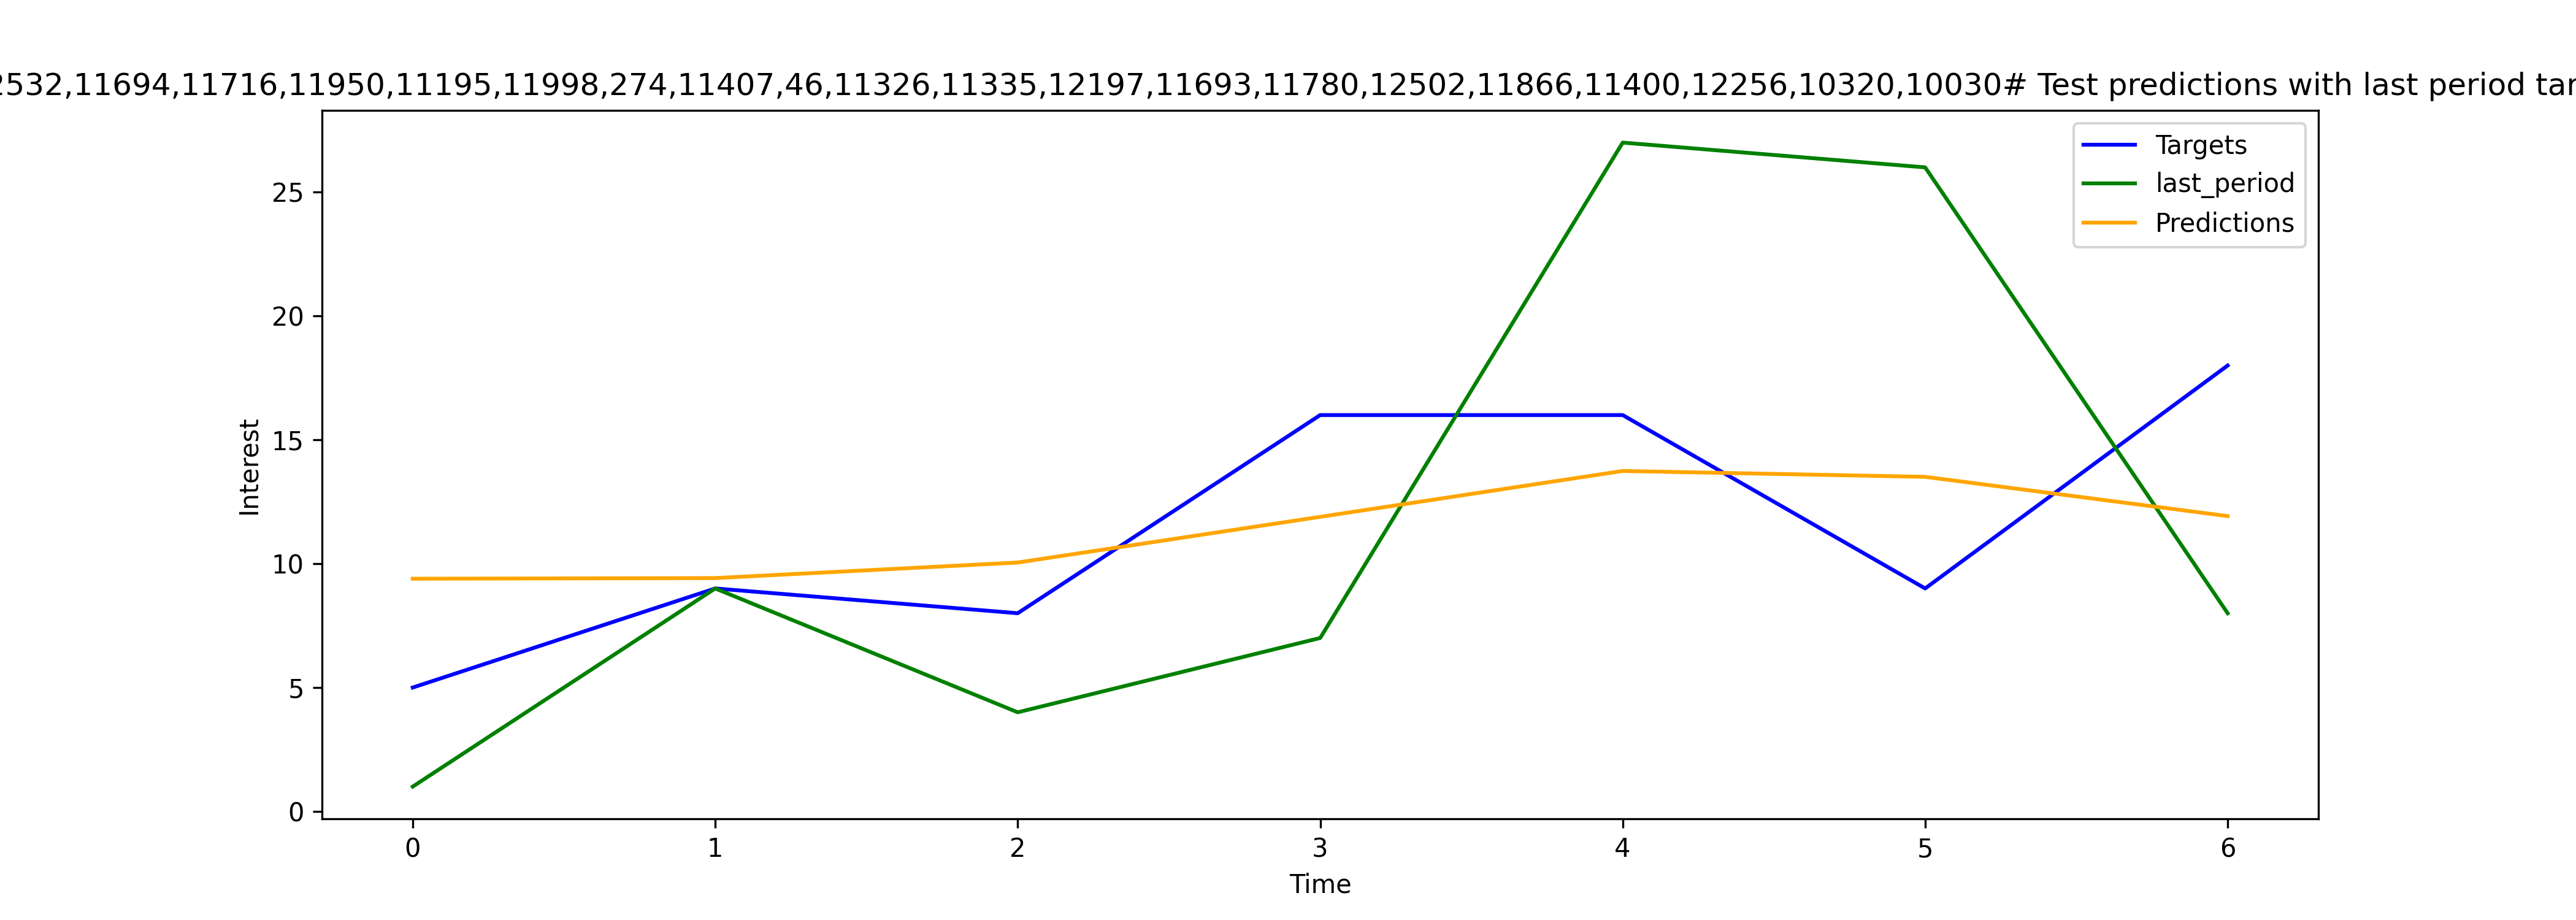 2532,11694,11716,11950,11195,11998,274,11407,46,11326,11335,12197,11693,11780,12502,11866,11400,12256,10320,10030# Test predictions with last period tar
Targets
last_period
Predictions
25
20
15
10
5
0
Interest
0 1 2 3 4 5 6
Time